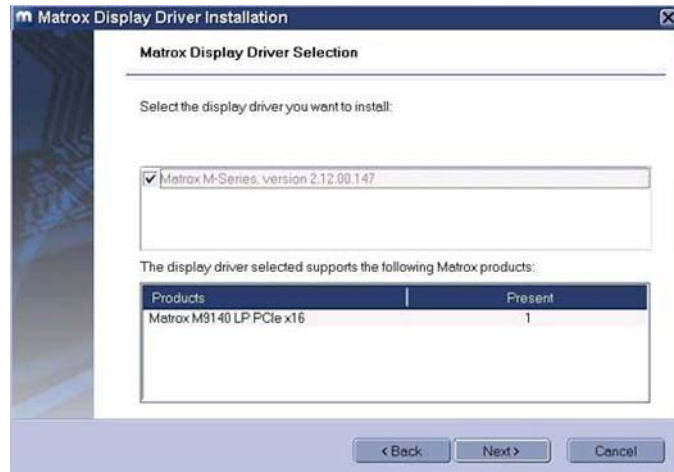 Matrox Display Driver Installation
Matrox Display Driver Selection
Select the display driver you want to install:
Matrox M-Series, version 2.12.00.147
The display driver selected supports the following Matrox products:
Products Present
Matrox M9140 LP PCIe x16 1
< Back Next > Cancel